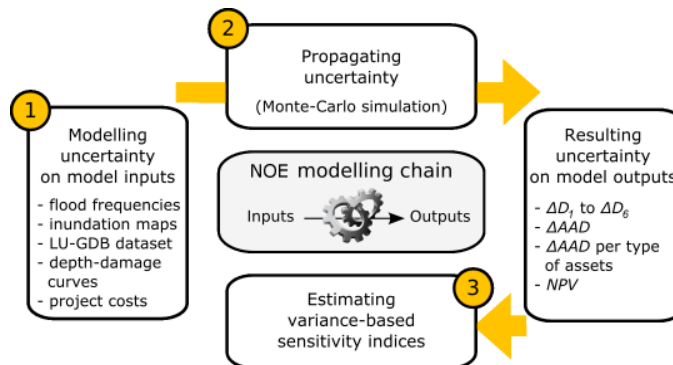 1
Modelling
uncertainty
on model inputs
- flood frequencies
- inundation maps
- LU-GDB dataset
- depth-damage
curves
- project costs
2
Propagating
uncertainty
(Monte-Carlo simulation)
NOE modelling chain
Inputs
Outputs
Resulting
uncertainty
on model outputs
- ΔD₁ to ΔD₆
- ΔAAD
- ΔAAD per type
of assets
- NPV
3
Estimating
variance-based
sensitivity indices